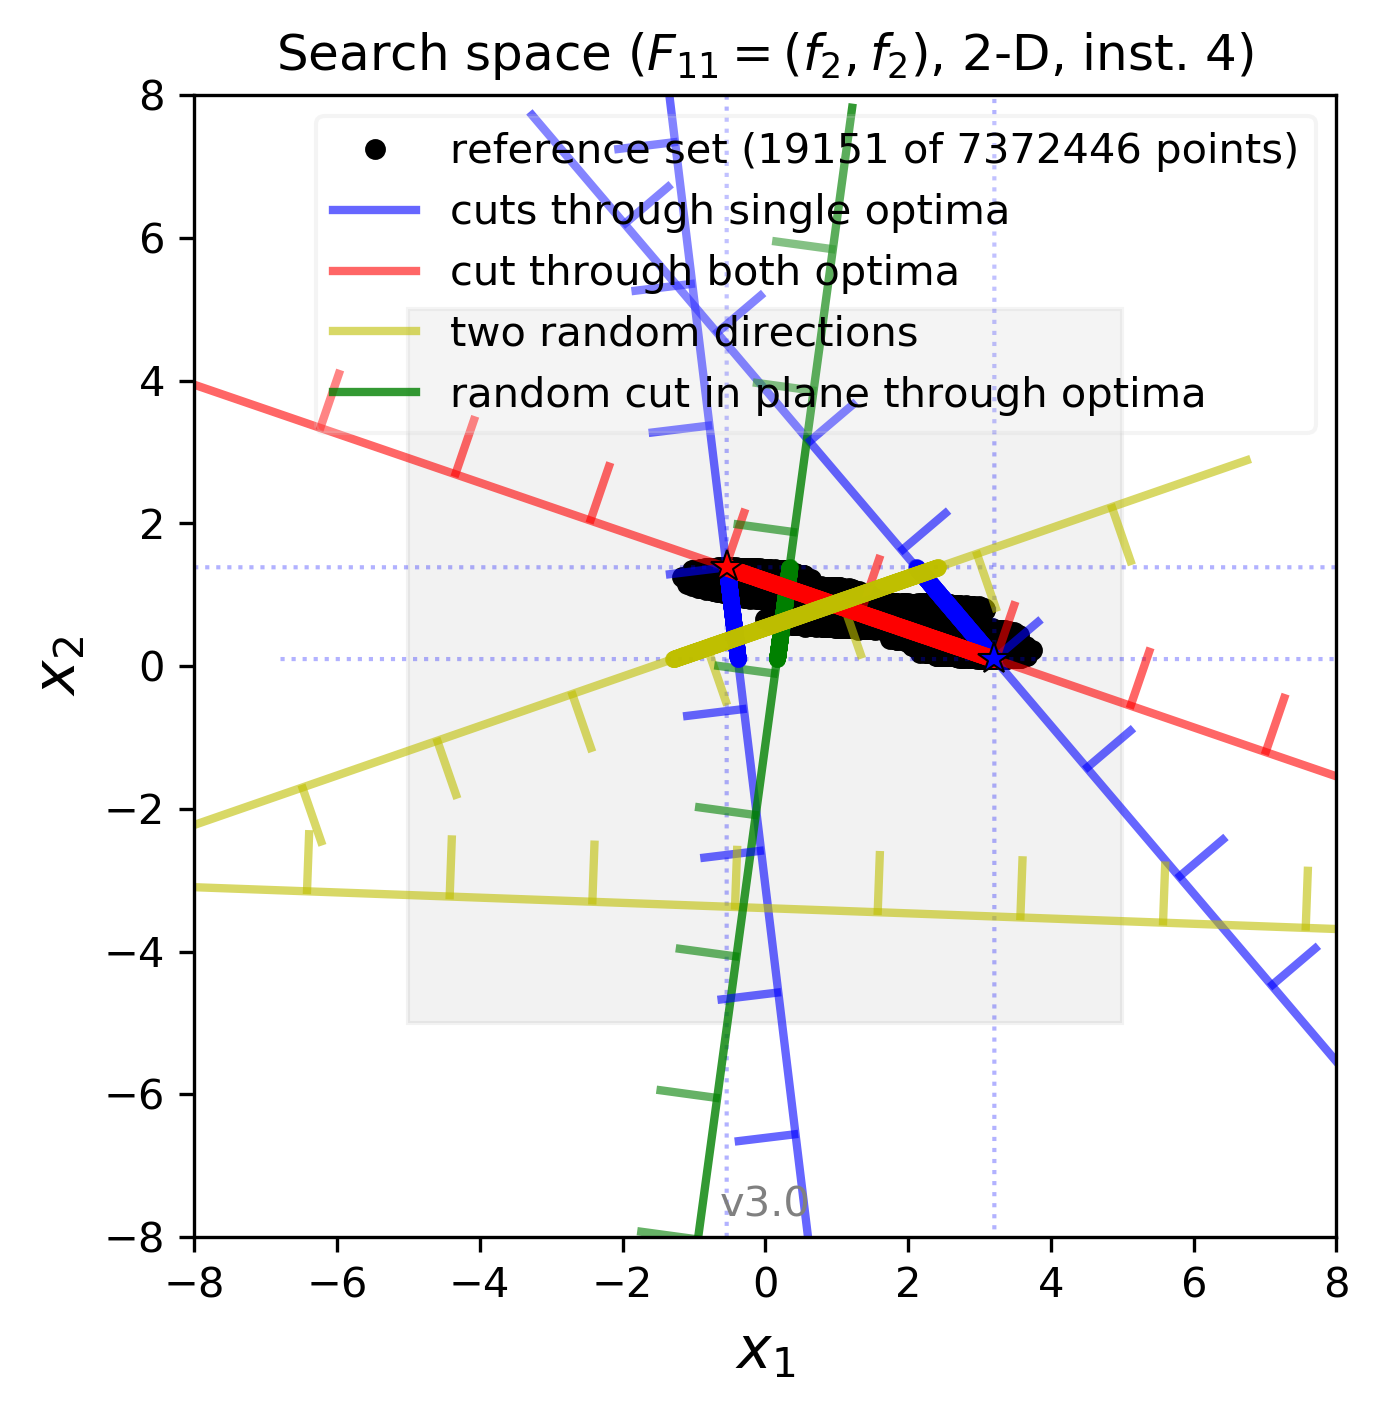 Search space (F₁₁ = (f₂, f₂), 2-D, inst. 4)
reference set (19151 of 7372446 points)
cuts through single optima
cut through both optima
two random directions
random cut in plane through optima
8
6
4
2
0
−2
−4
−6
−8
x₂
v3.0
−8 −6 −4 −2 0 2 4 6 8
x₁